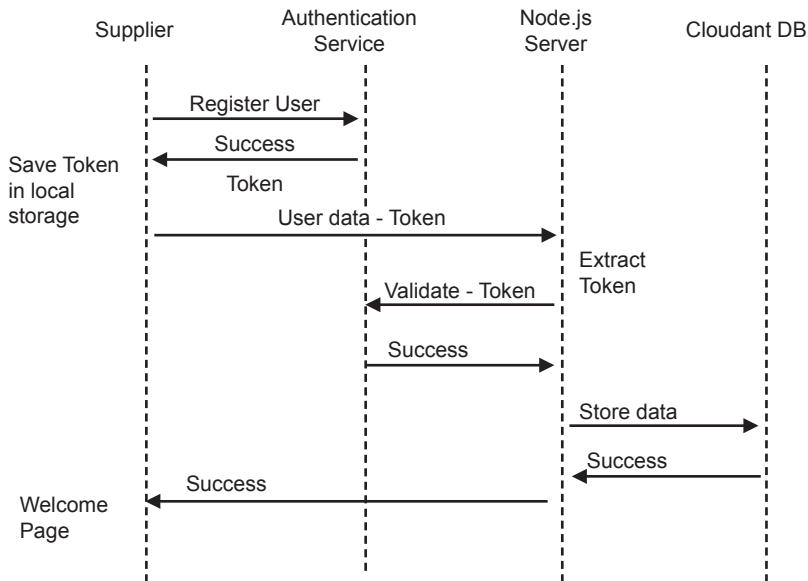 Supplier
Authentication
Service
Node.js
Server
Cloudant DB
Register User
Success
Token
Save Token
in local
storage
User data - Token
Extract
Token
Validate - Token
Success
Store data
Success
Success
Welcome
Page